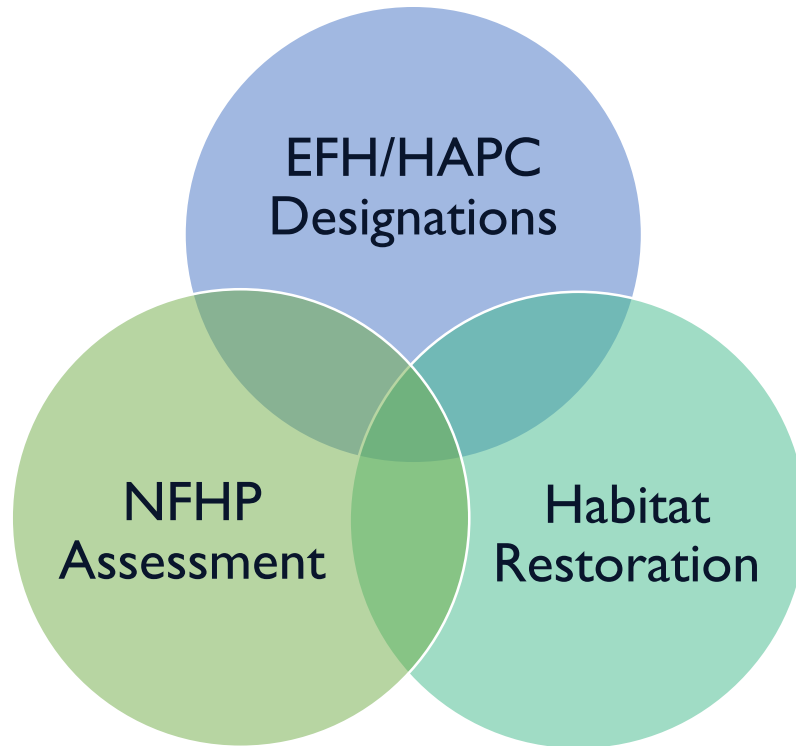 EFH/HAPC
Designations
NFHP
Assessment
Habitat
Restoration